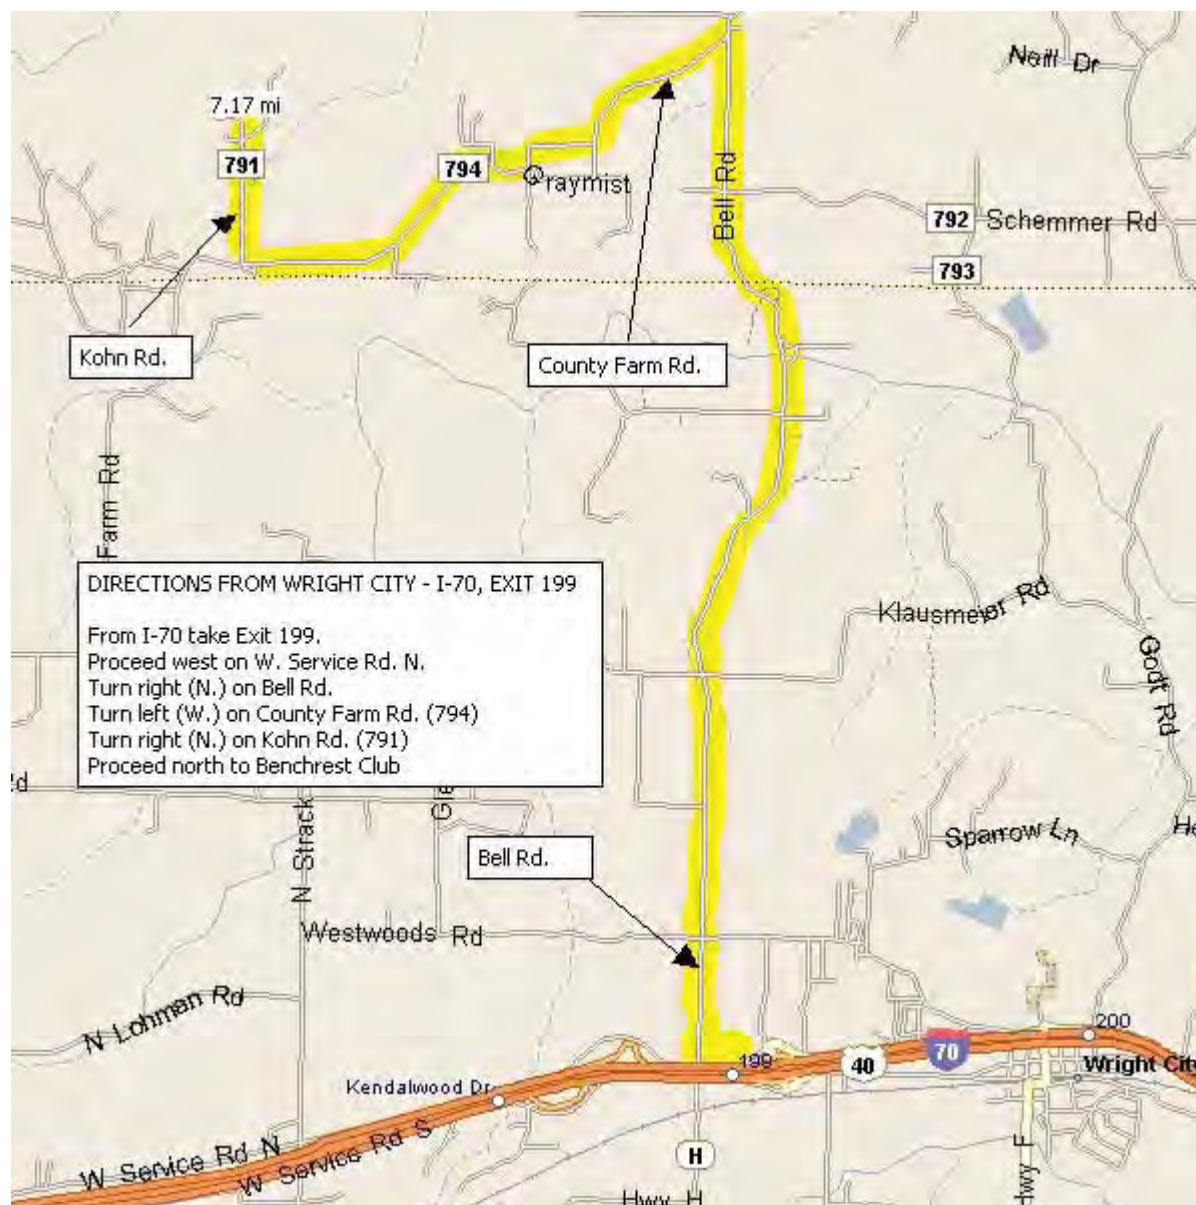 Neill Dr
7.17 mi
791
794
Graymist
Bell Rd
792
Schemmer Rd
793
Kohn Rd.
County Farm Rd.
Farm Rd
DIRECTIONS FROM WRIGHT CITY - I-70, EXIT 199
From I-70 take Exit 199.
Proceed west on W. Service Rd. N.
Turn right (N.) on Bell Rd.
Turn left (W.) on County Farm Rd. (794)
Turn right (N.) on Kohn Rd. (791)
Proceed north to Benchrest Club
Klausmeier Rd
Godt Rd
N Strack
Bell Rd.
Sparrow Ln
Westwoods Rd
N Lohman Rd
200
199
40
70
Wright City
Kendalwood Dr
W Service Rd N
W Service Rd S
H
Hwy H
Hwy F